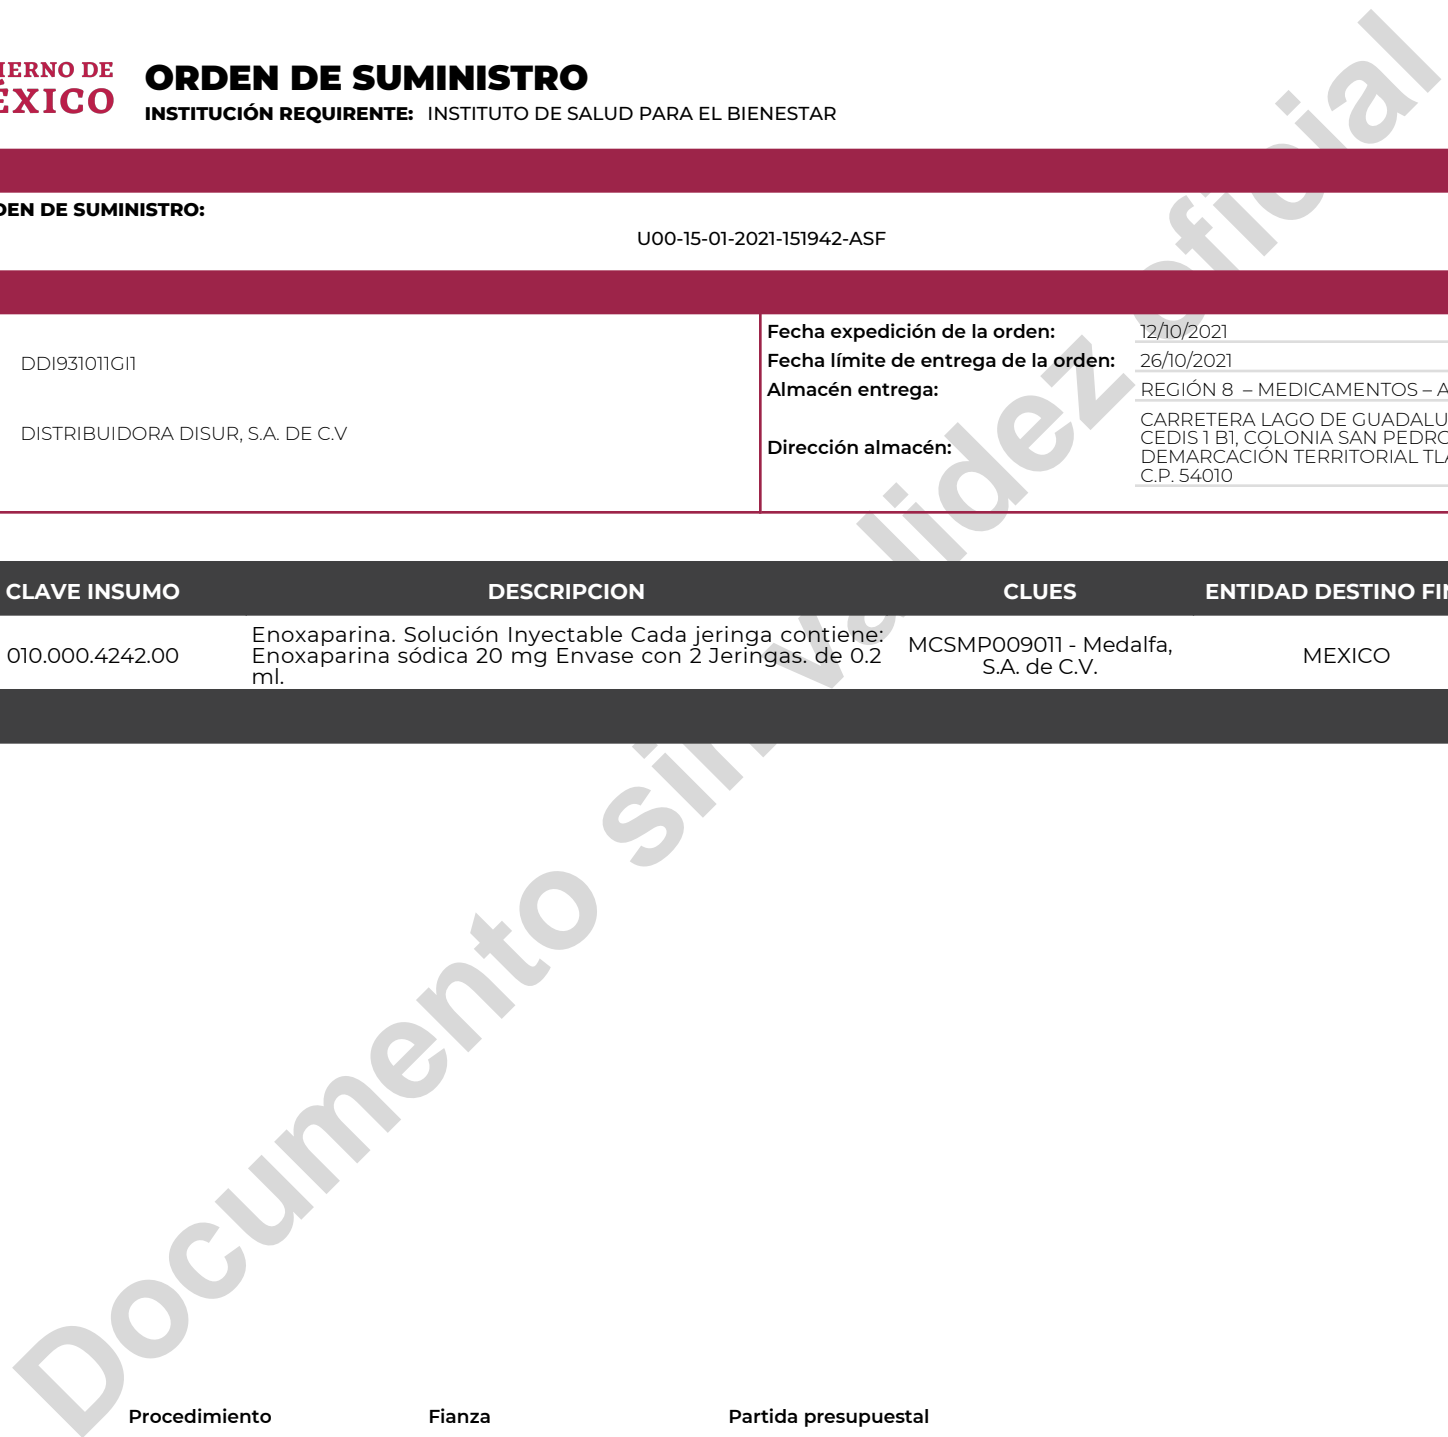 IERNO DE
ÉXICO
ORDEN DE SUMINISTRO
INSTITUCIÓN REQUIRENTE: INSTITUTO DE SALUD PARA EL BIENESTAR
DEN DE SUMINISTRO:
U00-15-01-2021-151942-ASF
DDI931011GI1
DISTRIBUIDORA DISUR, S.A. DE C.V
Fecha expedición de la orden: 12/10/2021
Fecha límite de entrega de la orden: 26/10/2021
Almacén entrega: REGIÓN 8 – MEDICAMENTOS – A
Dirección almacén:
CARRETERA LAGO DE GUADALU
CEDIS 1 B1, COLONIA SAN PEDRO
DEMARCACIÓN TERRITORIAL TLA
C.P. 54010
CLAVE INSUMO DESCRIPCION CLUES ENTIDAD DESTINO FIN
010.000.4242.00
Enoxaparina. Solución Inyectable Cada jeringa contiene:
Enoxaparina sódica 20 mg Envase con 2 Jeringas. de 0.2
ml.
MCSMP009011 - Medalfa,
S.A. de C.V.
MEXICO
Documento sin validez oficial
Procedimiento Fianza Partida presupuestal